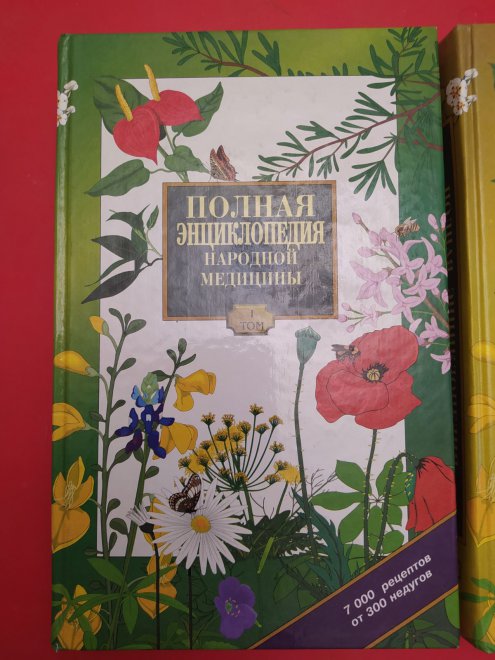 ПОЛНАЯ
ЭНЦИКЛОПЕДИЯ
НАРОДНОЙ
МЕДИЦИНЫ
I
ТОМ
7 000 рецептов
от 300 недугов